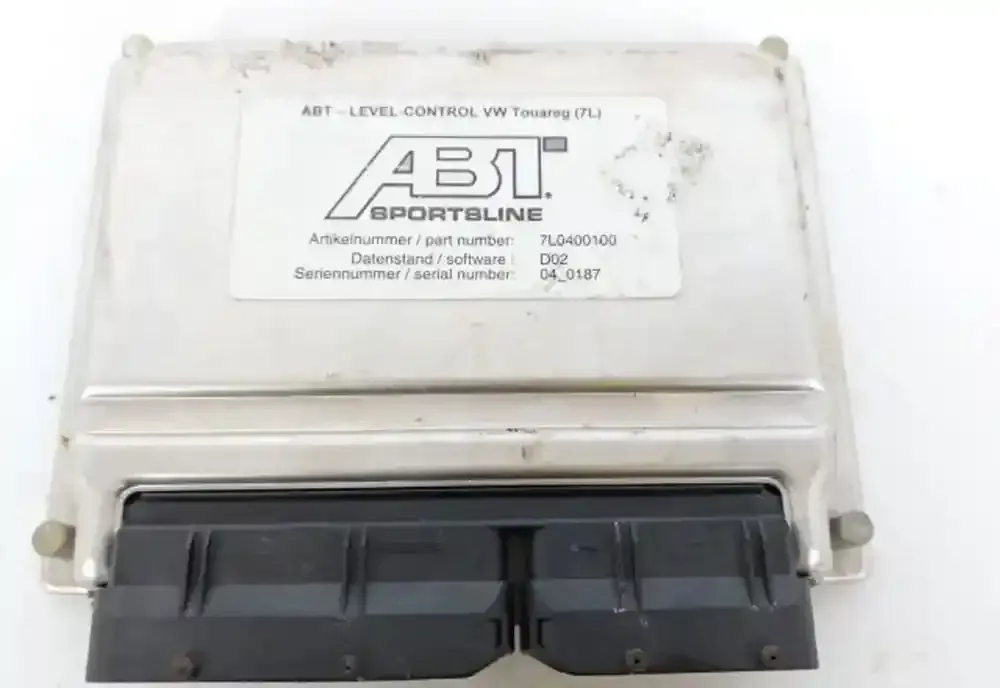 ABT - LEVEL-CONTROL VW Touareg (7L)
ABT
SPORTSLINE
Artikelnummer / part number: 7L0400100
Datenstand / software : D02
Seriennummer / serial number: 04_0187